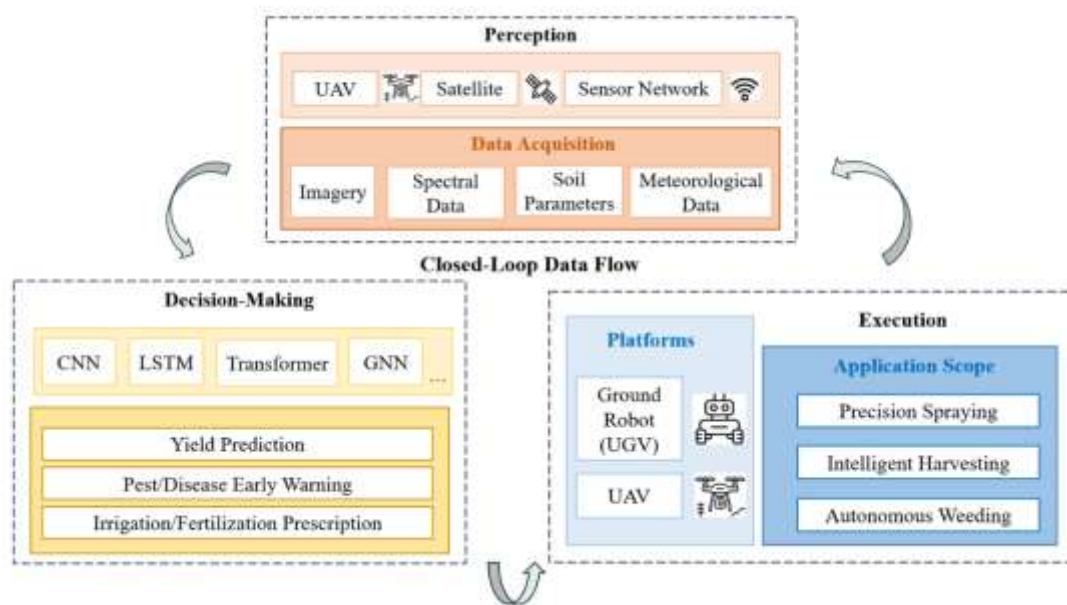 Perception
UAV
Satellite
Sensor Network
Data Acquisition
Imagery
Spectral
Data
Soil
Parameters
Meteorological
Data
Closed-Loop Data Flow
Decision-Making
CNN
LSTM
Transformer
GNN
...
Yield Prediction
Pest/Disease Early Warning
Irrigation/Fertilization Prescription
Execution
Platforms
Ground
Robot
(UGV)
UAV
Application Scope
Precision Spraying
Intelligent Harvesting
Autonomous Weeding